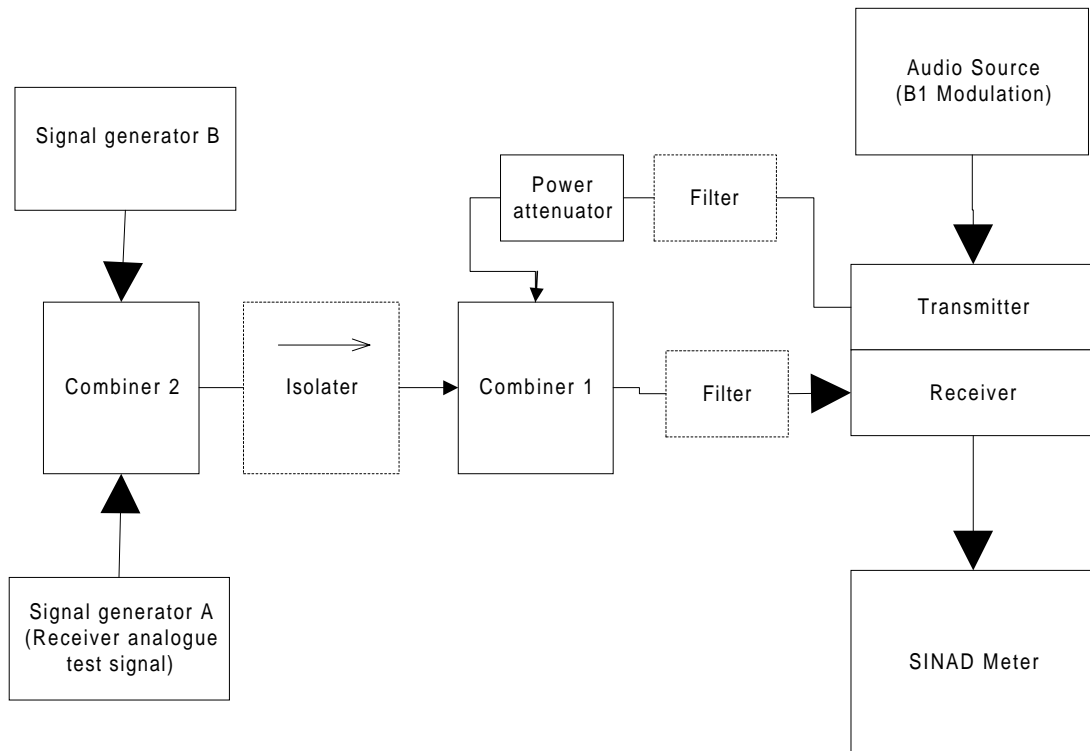 Audio Source
(B1 Modulation)
Signal generator B
Power
attenuator
Filter
Transmitter
Combiner 2
Isolater
Combiner 1
Filter
Receiver
Signal generator A
(Receiver analogue
test signal)
SINAD Meter